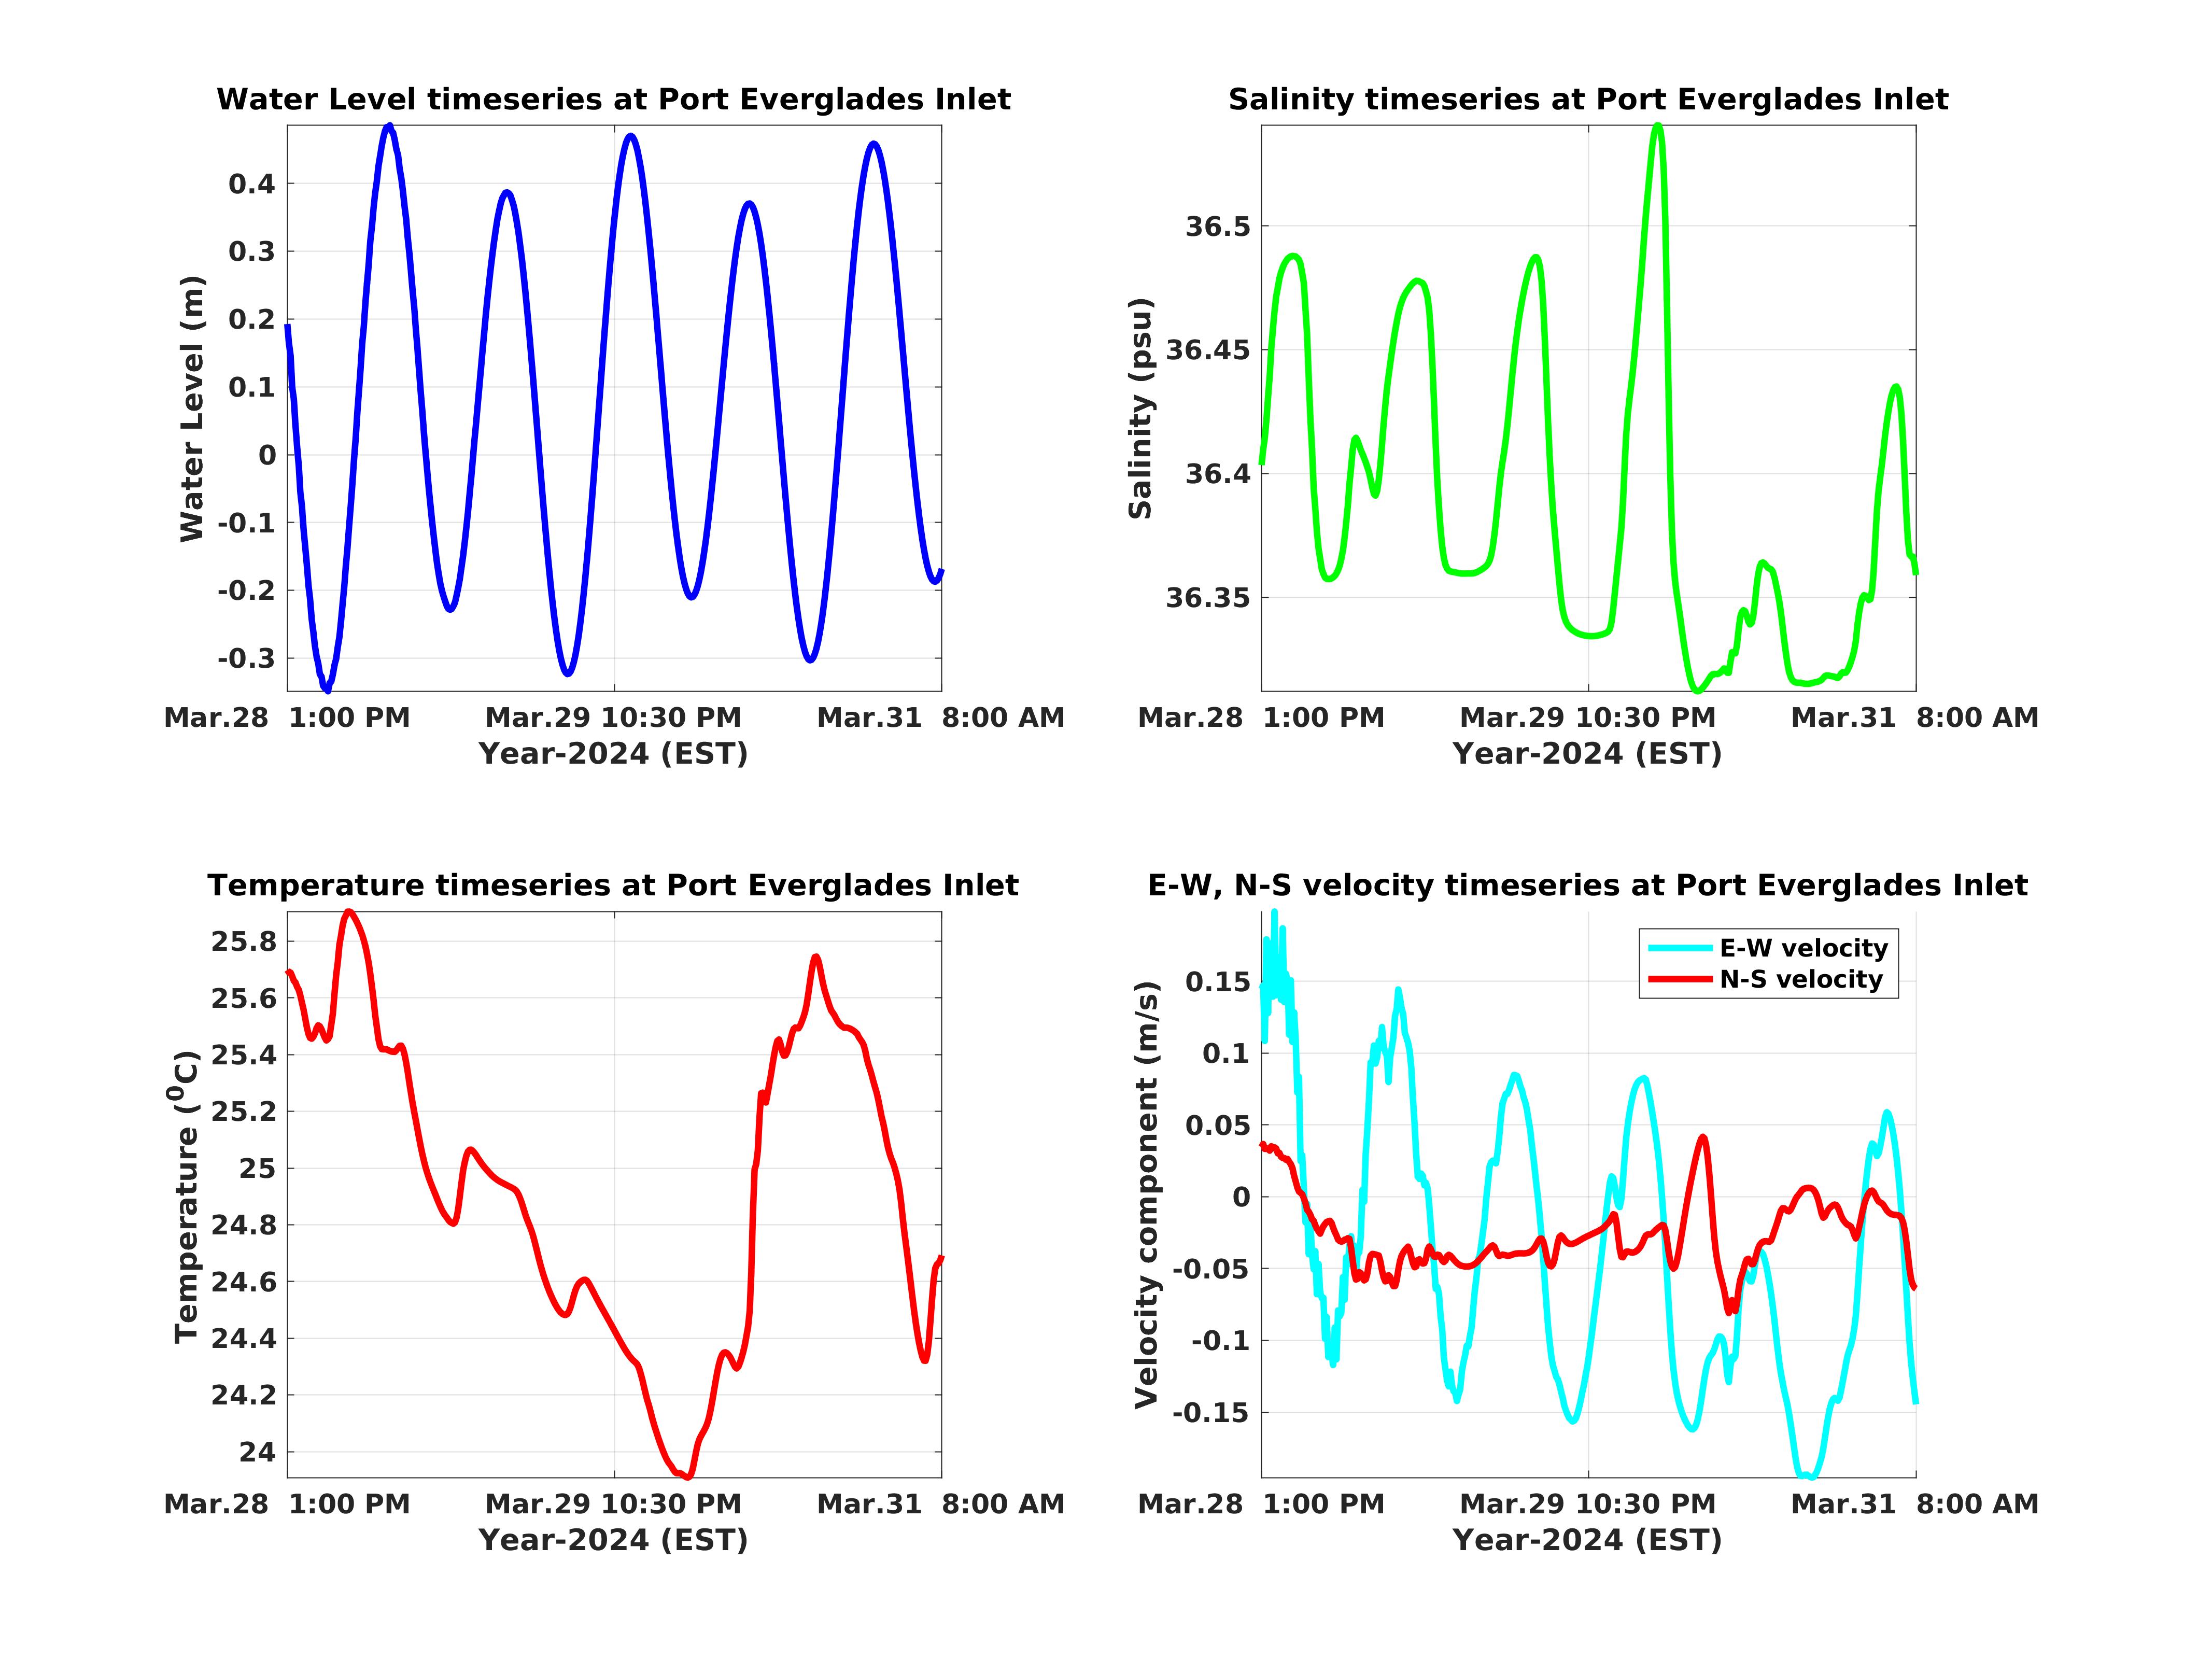 Water Level timeseries at Port Everglades Inlet
Water Level (m)
0.4
0.3
0.2
0.1
0
-0.1
-0.2
-0.3
Mar.28 1:00 PM Mar.29 10:30 PM Mar.31 8:00 AM
Year-2024 (EST)
Salinity timeseries at Port Everglades Inlet
Salinity (psu)
36.5
36.45
36.4
36.35
Mar.28 1:00 PM Mar.29 10:30 PM Mar.31 8:00 AM
Year-2024 (EST)
Temperature timeseries at Port Everglades Inlet
Temperature (⁰C)
25.8
25.6
25.4
25.2
25
24.8
24.6
24.4
24.2
24
Mar.28 1:00 PM Mar.29 10:30 PM Mar.31 8:00 AM
Year-2024 (EST)
E-W, N-S velocity timeseries at Port Everglades Inlet
Velocity component (m/s)
E-W velocity
N-S velocity
0.15
0.1
0.05
0
-0.05
-0.1
-0.15
Mar.28 1:00 PM Mar.29 10:30 PM Mar.31 8:00 AM
Year-2024 (EST)